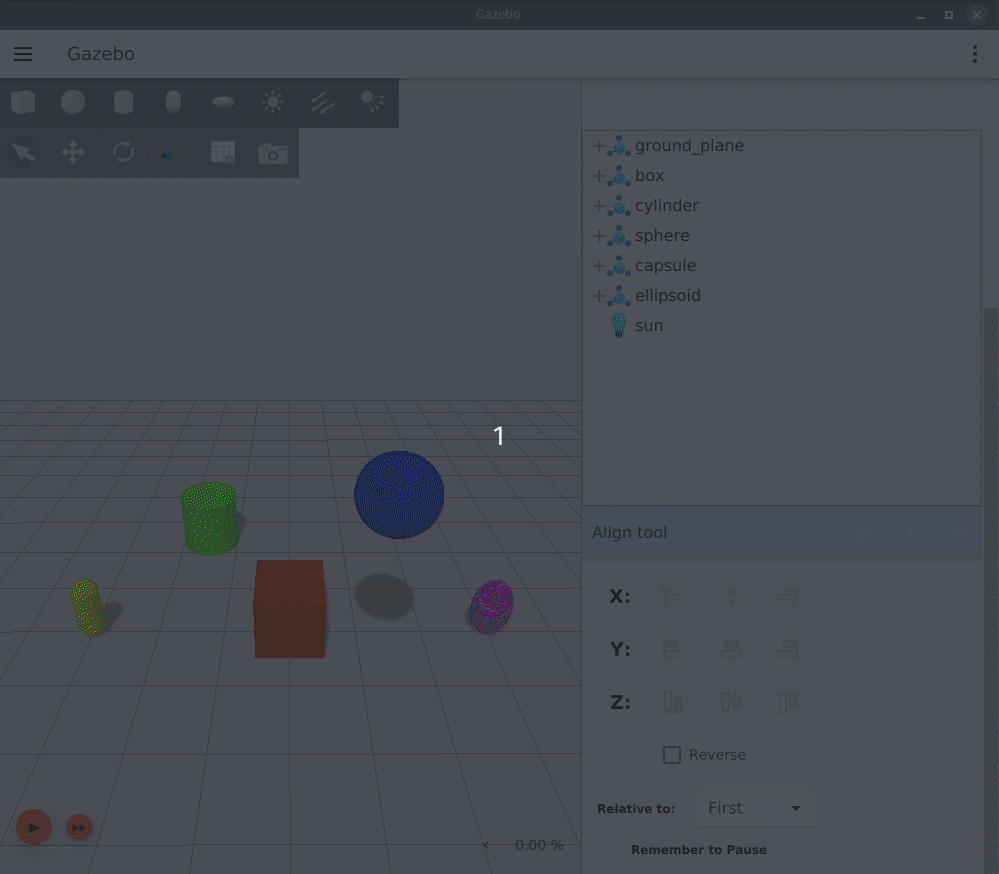 Gazebo
Gazebo
ground_plane
box
cylinder
sphere
capsule
ellipsoid
sun
1
Align tool
X:
Y:
Z:
Reverse
Relative to: First
Remember to Pause
0.00 %